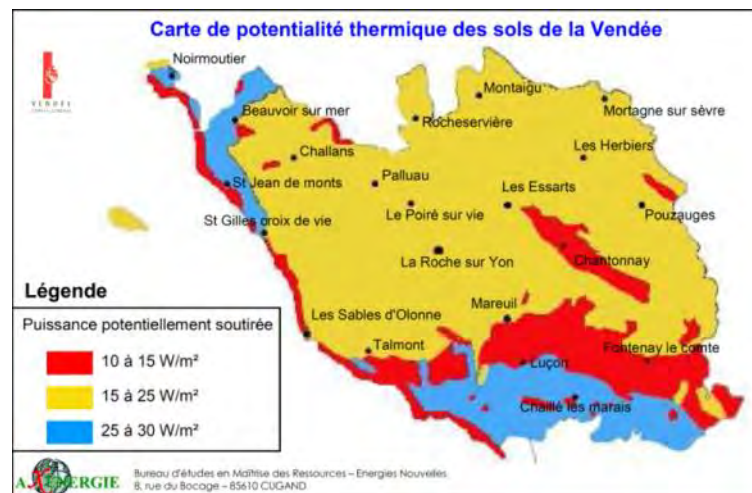 Carte de potentialité thermique des sols de la Vendée
Noirmoutier
VENDÉE
Montaigu
Mortagne sur sèvre
Beauvoir sur mer
Rocheservière
Challans
Les Herbiers
St Jean de monts
Palluau
Les Essarts
Le Poiré sur vie
Pouzauges
St Gilles croix de vie
La Roche sur Yon
Chantonnay
Légende
Mareuil
Les Sables d'Olonne
Puissance potentiellement soutirée
Talmont
Luçon
Fontenay le comte
10 à 15 W/m²
15 à 25 W/m²
Chaillé les marais
25 à 30 W/m²
Bureau d'études en Maîtrise des Ressources – Energies Nouvelles
8, rue du Bocage – 85610 CUGAND